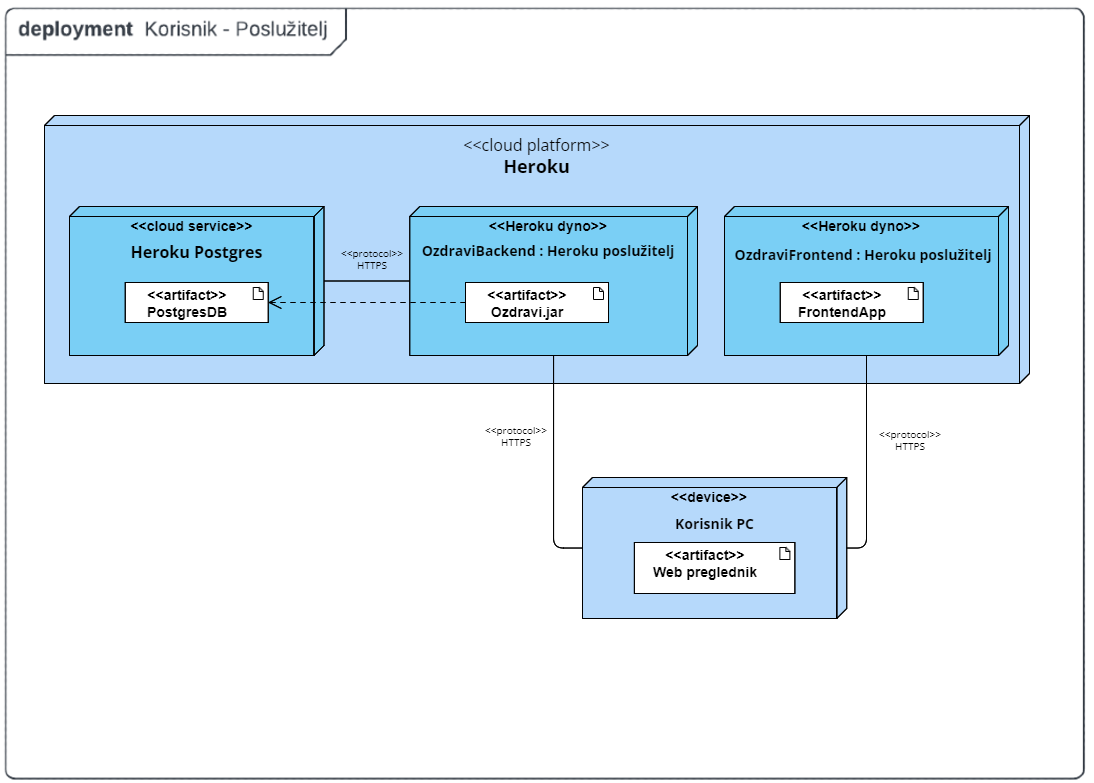 deployment Korisnik - Poslužitelj
<<cloud platform>>
Heroku
<<cloud service>>
Heroku Postgres
<<artifact>>
PostgresDB
<<protocol>>
HTTPS
<<Heroku dyno>>
OzdraviBackend : Heroku poslužitelj
<<artifact>>
Ozdravi.jar
<<Heroku dyno>>
OzdraviFrontend : Heroku poslužitelj
<<artifact>>
FrontendApp
<<protocol>>
HTTPS
<<protocol>>
HTTPS
<<device>>
Korisnik PC
<<artifact>>
Web preglednik